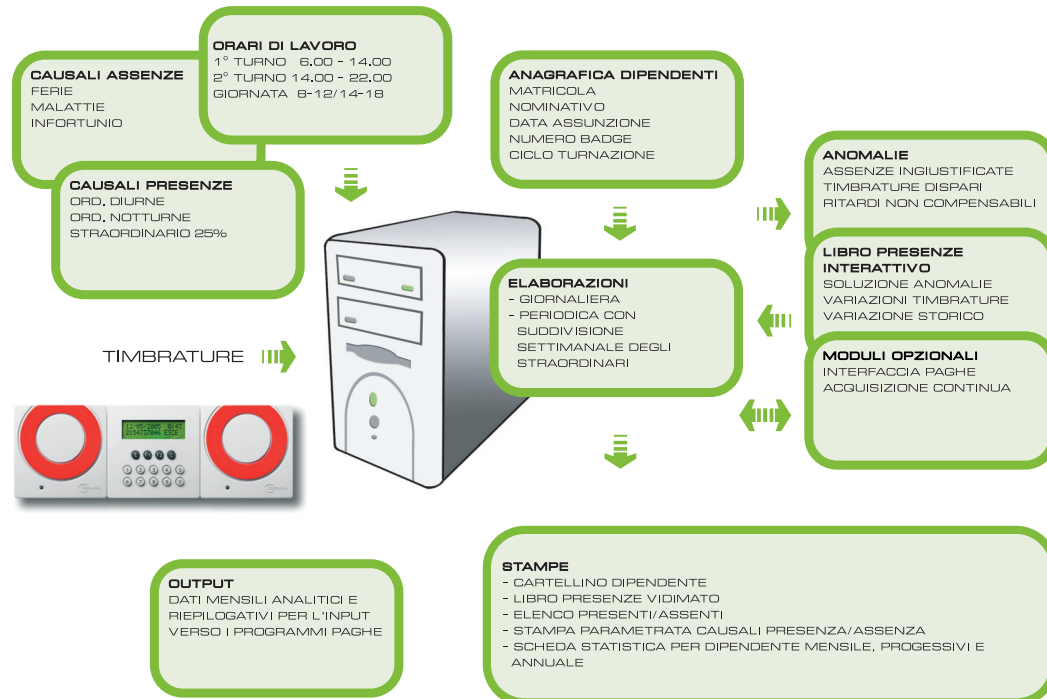 ORARI DI LAVORO
1° TURNO 6.00 - 14.00
2° TURNO 14.00 - 22.00
GIORNATA 8-12/14-18
CAUSALI ASSENZE
FERIE
MALATTIE
INFORTUNIO
CAUSALI PRESENZE
ORD. DIURNE
ORD. NOTTURNE
STRAORDINARIO 25%
ANAGRAFICA DIPENDENTI
MATRICOLA
NOMINATIVO
DATA ASSUNZIONE
NUMERO BADGE
CICLO TURNAZIONE
ANOMALIE
ASSENZE INGIUSTIFICATE
TIMBRATURE DISPARI
RITARDI NON COMPENSABILI
LIBRO PRESENZE
INTERATTIVO
SOLUZIONE ANOMALIE
VARIAZIONI TIMBRATURE
VARIAZIONE STORICO
MODULI OPZIONALI
INTERFACCIA PAGHE
ACQUISIZIONE CONTINUA
ELABORAZIONI
- GIORNALIERA
- PERIODICA CON
SUDDIVISIONE
SETTIMANALE DEGLI
STRAORDINARI
TIMBRATURE
OUTPUT
DATI MENSILI ANALITICI E
RIEPILOGATIVI PER L'INPUT
VERSO I PROGRAMMI PAGHE
STAMPE
- CARTELLINO DIPENDENTE
- LIBRO PRESENZE VIDIMATO
- ELENCO PRESENTI/ASSENTI
- STAMPA PARAMETRATA CAUSALI PRESENZA/ASSENZA
- SCHEDA STATISTICA PER DIPENDENTE MENSILE, PROGESSIVI E
ANNUALE